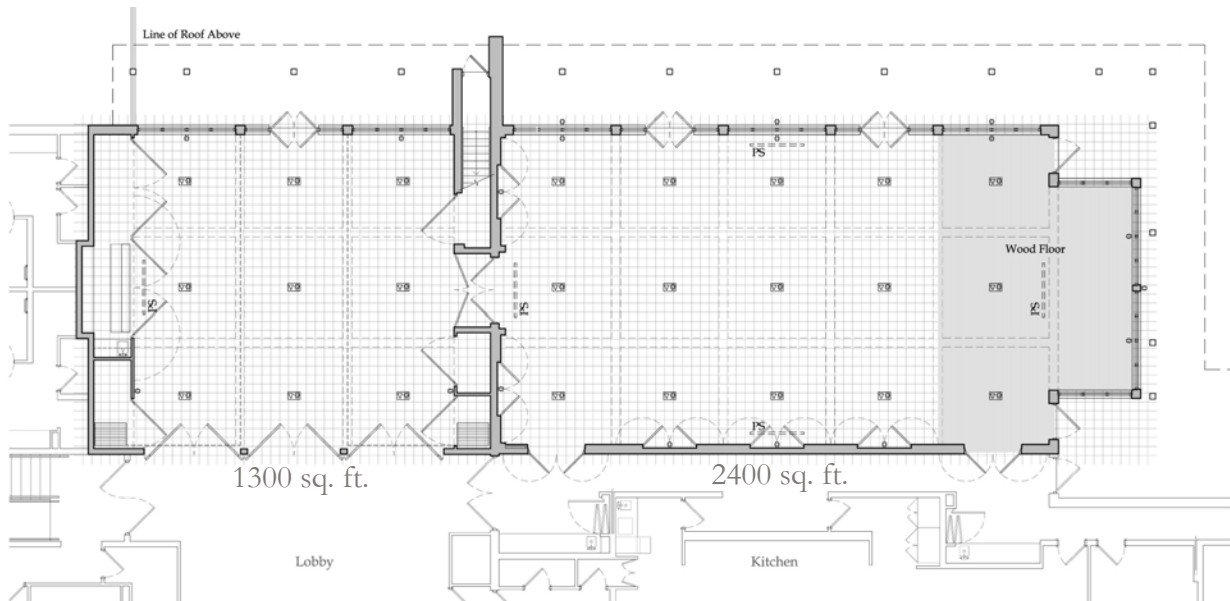 Line of Roof Above
PS
Wood Floor
PS
PS
PS
PS
1300 sq. ft.
2400 sq. ft.
Lobby
Kitchen